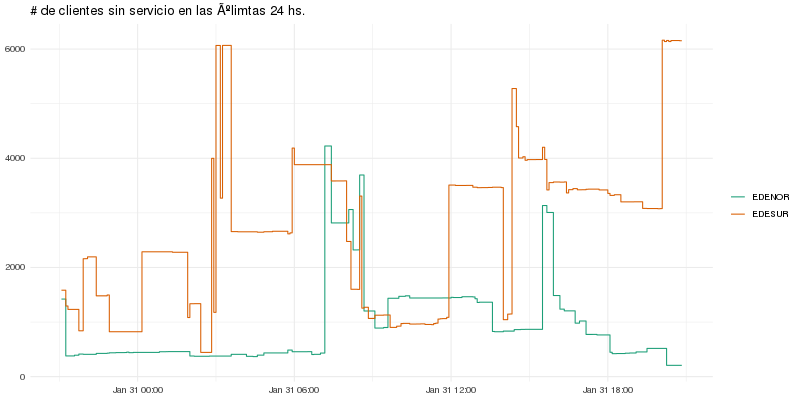 # de clientes sin servicio en las Ãºlimtas 24 hs.
6000
4000
2000
0
Jan 31 00:00
Jan 31 06:00
Jan 31 12:00
Jan 31 18:00
EDENOR
EDESUR